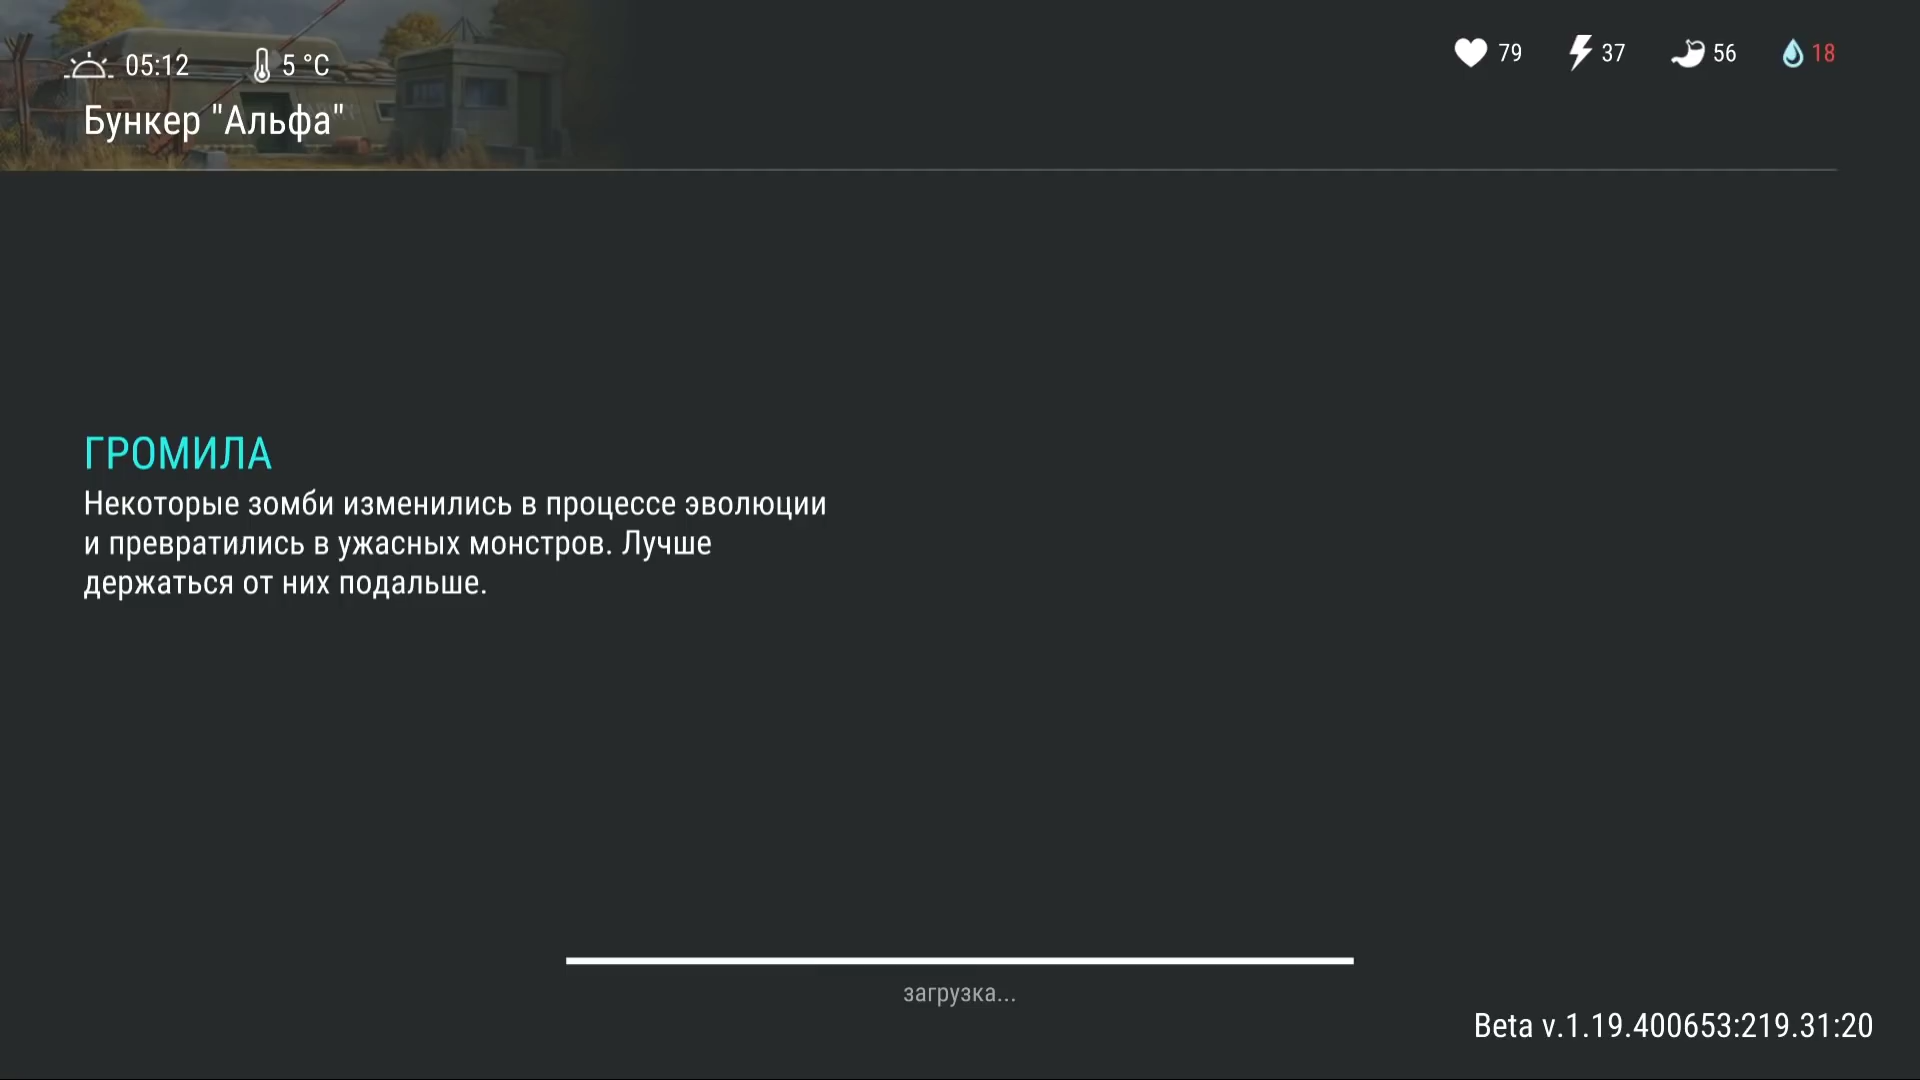 05:12 5 °C
79 37 56 18
Бункер "Альфа"
ГРОМИЛА
Некоторые зомби изменились в процессе эволюции
и превратились в ужасных монстров. Лучше
держаться от них подальше.
загрузка...
Beta v.1.19.400653:219.31:20